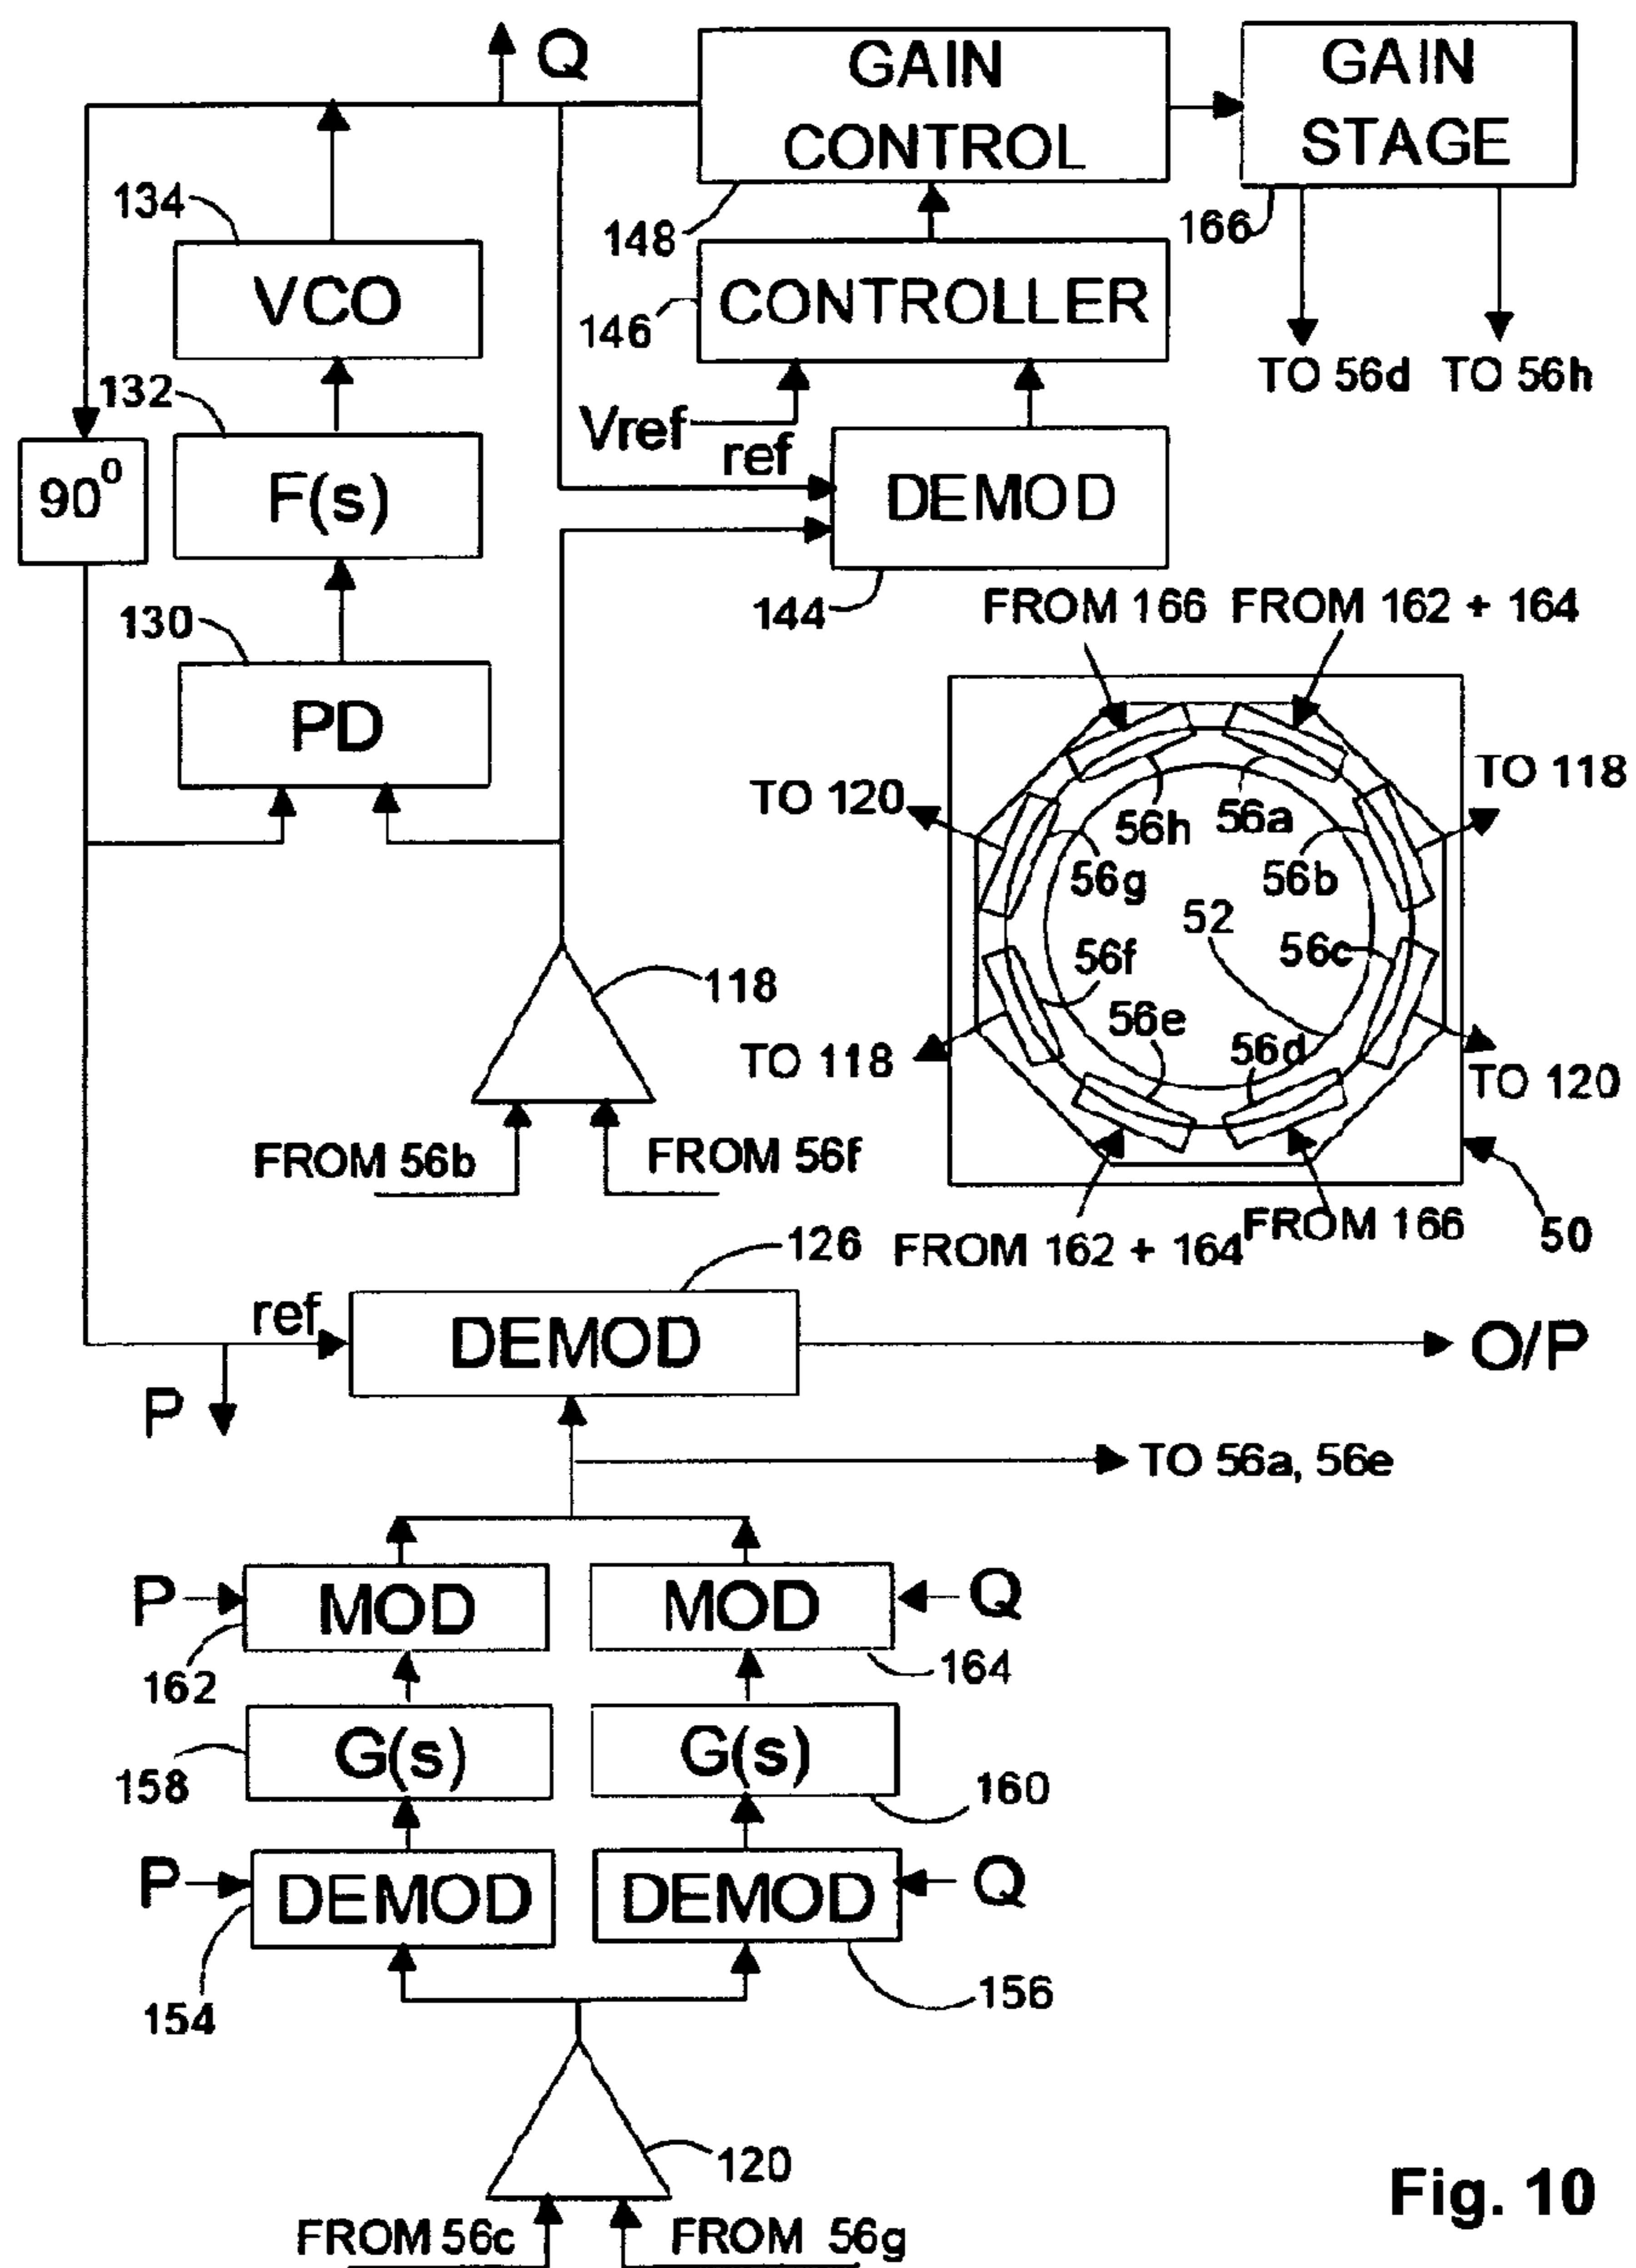 Q
GAIN CONTROL
GAIN STAGE
134
148
166
VCO
146
CONTROLLER
TO 56d TO 56h
132
Vref
ref
90⁰
F(s)
DEMOD
144
FROM 166 FROM 162 + 164
130
PD
TO 120
TO 118
56h 56a
56g
56b
52
56c
56f
118
56e
56d
TO 118
TO 120
FROM 56b
FROM 56f
FROM 162 + 164
FROM 166
50
126
ref
DEMOD
O/P
P
TO 56a, 56e
P
MOD
MOD
Q
162
164
G(s)
G(s)
158
160
P
DEMOD
DEMOD
Q
154
156
120
FROM 56c
FROM 56g
Fig. 10